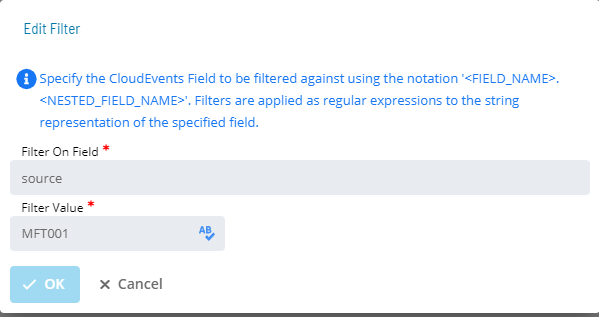 Edit Filter
Specify the CloudEvents Field to be filtered against using the notation '<FIELD_NAME>.
<NESTED_FIELD_NAME>'. Filters are applied as regular expressions to the string
representation of the specified field.
Filter On Field *
source
Filter Value *
MFT001 AB
OK Cancel